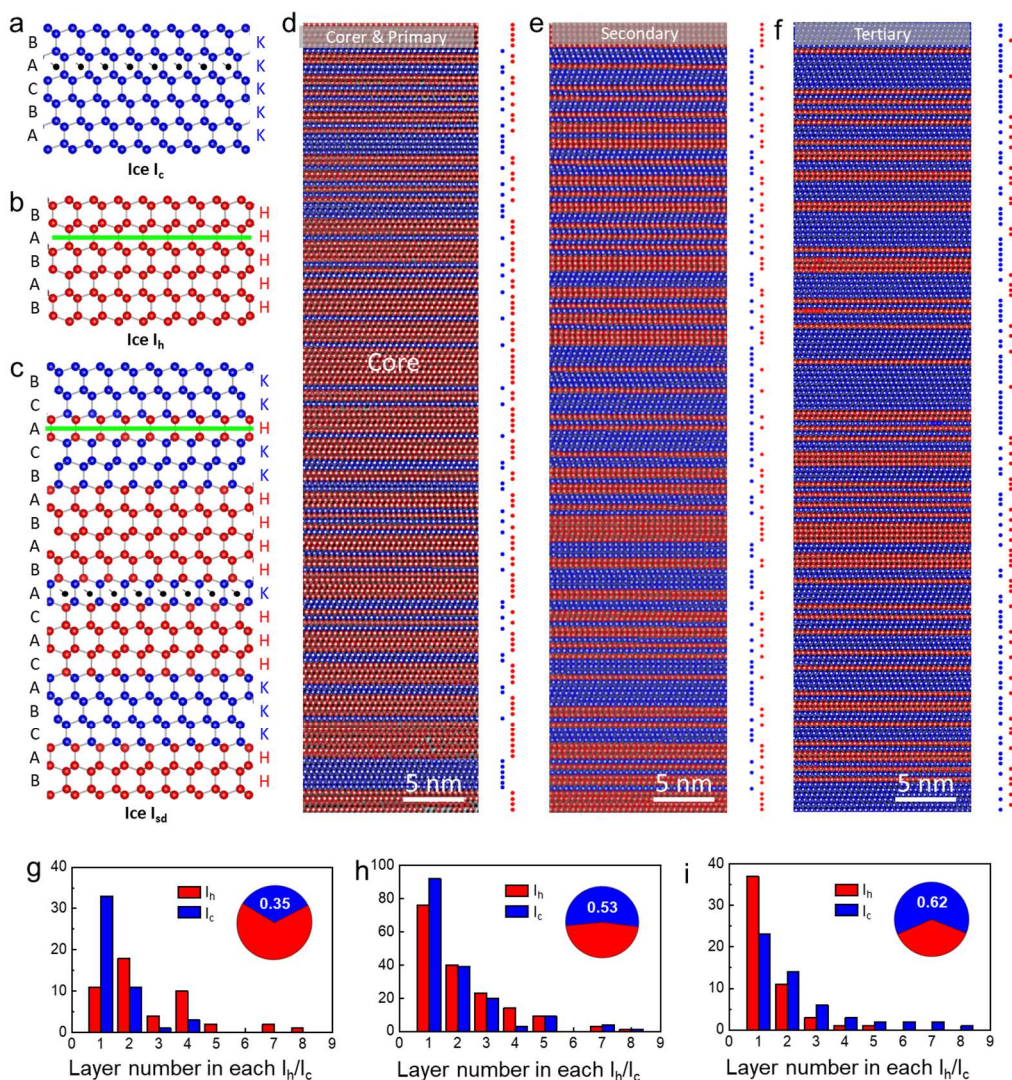 a
B K
A K
C K
B K
A K
Ice Ic
b
B H
A H
B H
A H
B H
Ice Ih
c
B K
C K
A H
C K
B K
A H
B H
A H
B H
A K
C H
A H
C H
A K
B K
C K
A H
B H
Ice Isd
d
Corer & Primary
Core
5 nm
e
Secondary
5 nm
f
Tertiary
5 nm
g
40
30
20
10
0
Ih
Ic
0.35
0 1 2 3 4 5 6 7 8 9
Layer number in each Ih/Ic
h
100
80
60
40
20
0
Ih
Ic
0.53
0 1 2 3 4 5 6 7 8 9
Layer number in each Ih/Ic
i
40
30
20
10
0
Ih
Ic
0.62
0 1 2 3 4 5 6 7 8 9
Layer number in each Ih/Ic